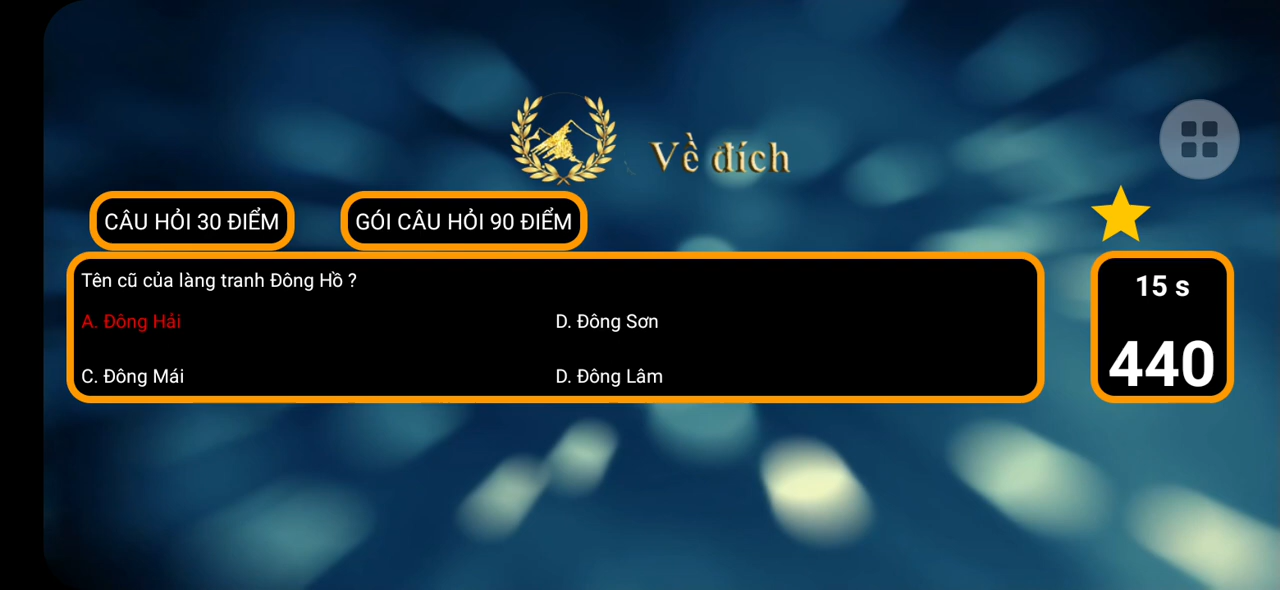 Về đích
CÂU HỎI 30 ĐIỂM
GÓI CÂU HỎI 90 ĐIỂM
Tên cũ của làng tranh Đông Hồ ?
A. Đông Hải
D. Đông Sơn
C. Đông Mái
D. Đông Lâm
15 s
440